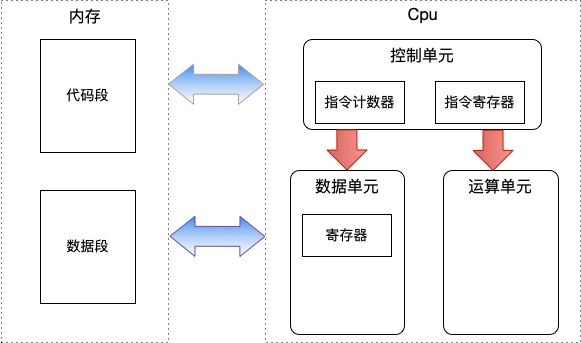 内存
Cpu
代码段
控制单元
指令计数器
指令寄存器
数据段
数据单元
寄存器
运算单元